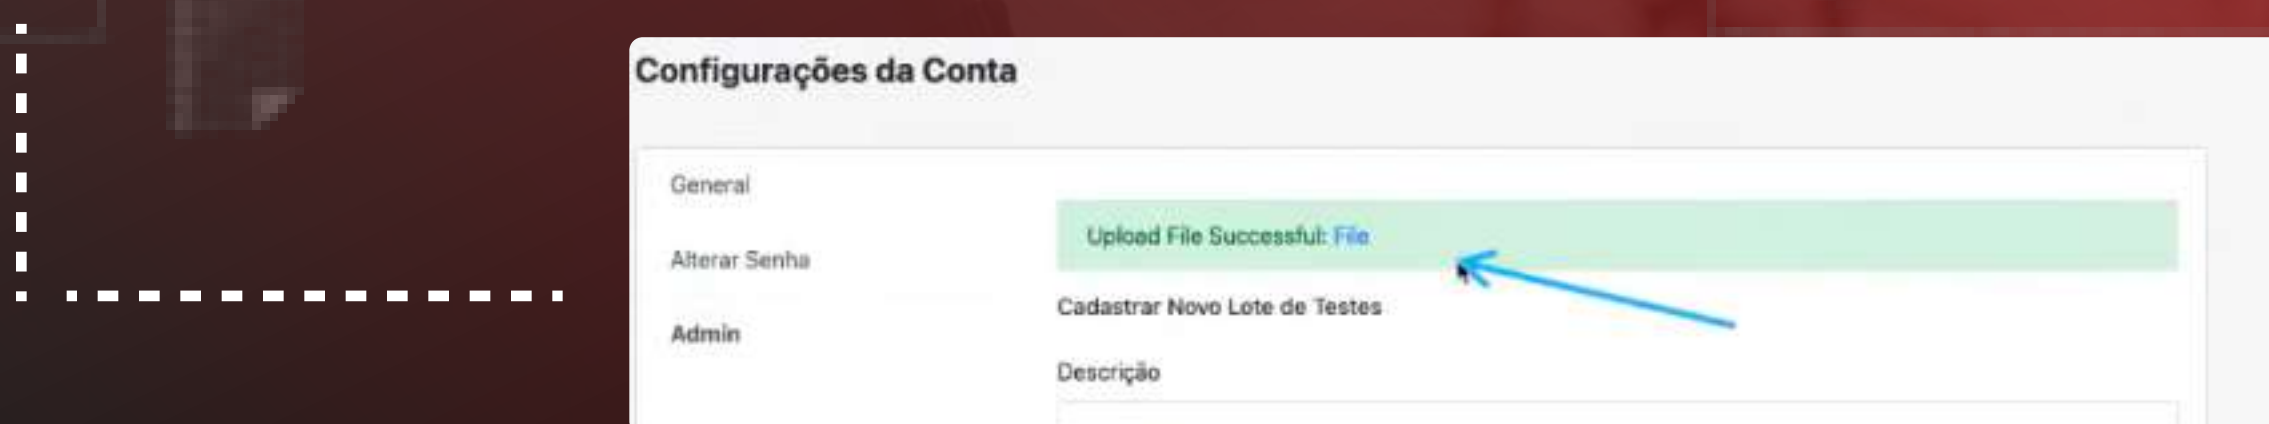 Configurações da Conta
General
Upload File Successful: File
Alterar Senha
Cadastrar Novo Lote de Testes
Admin
Descrição